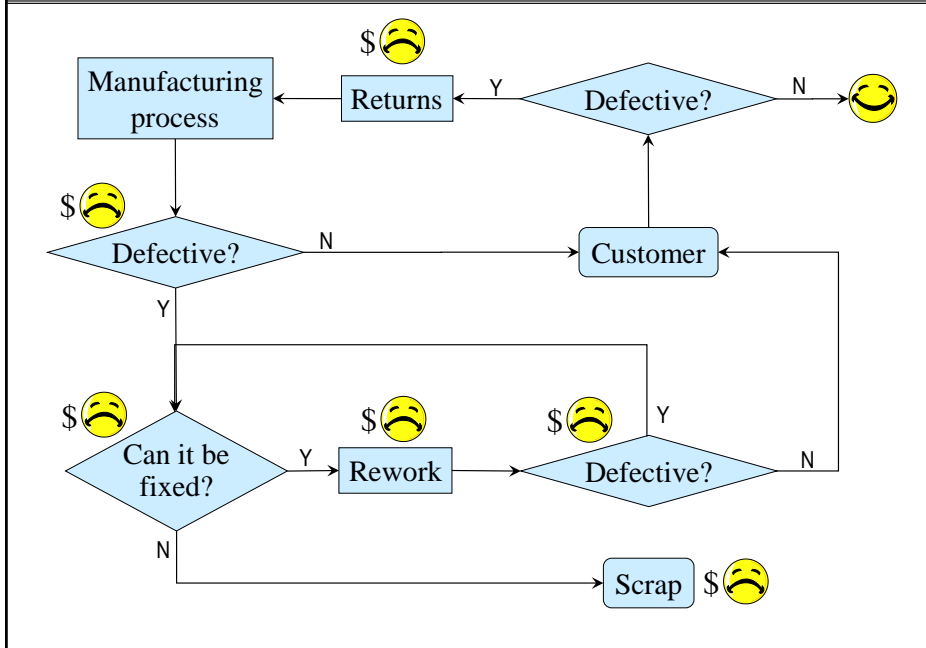 $
Manufacturing
process
Returns
Y
Defective?
N
$
Defective?
N
Customer
Y
$
Can it be
fixed?
Y
$
Rework
$
Defective?
Y
N
N
Scrap
$